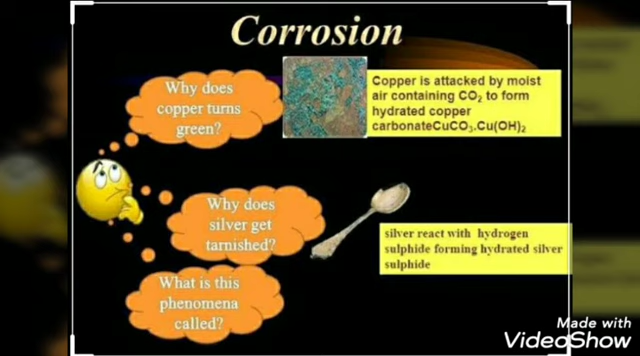 Corrosion
Why does
copper turns
green?
Copper is attacked by moist
air containing CO₂ to form
hydrated copper
carbonateCuCO₃.Cu(OH)₂
Why does
silver get
tarnished?
silver react with hydrogen
sulphide forming hydrated silver
sulphide
What is this
phenomena
called?
Made with
VideoShow